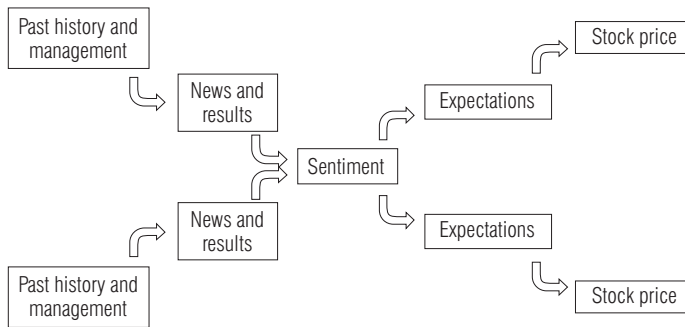 Past history and
management
Stock price
News and
results
Expectations
Sentiment
News and
results
Expectations
Past history and
management
Stock price